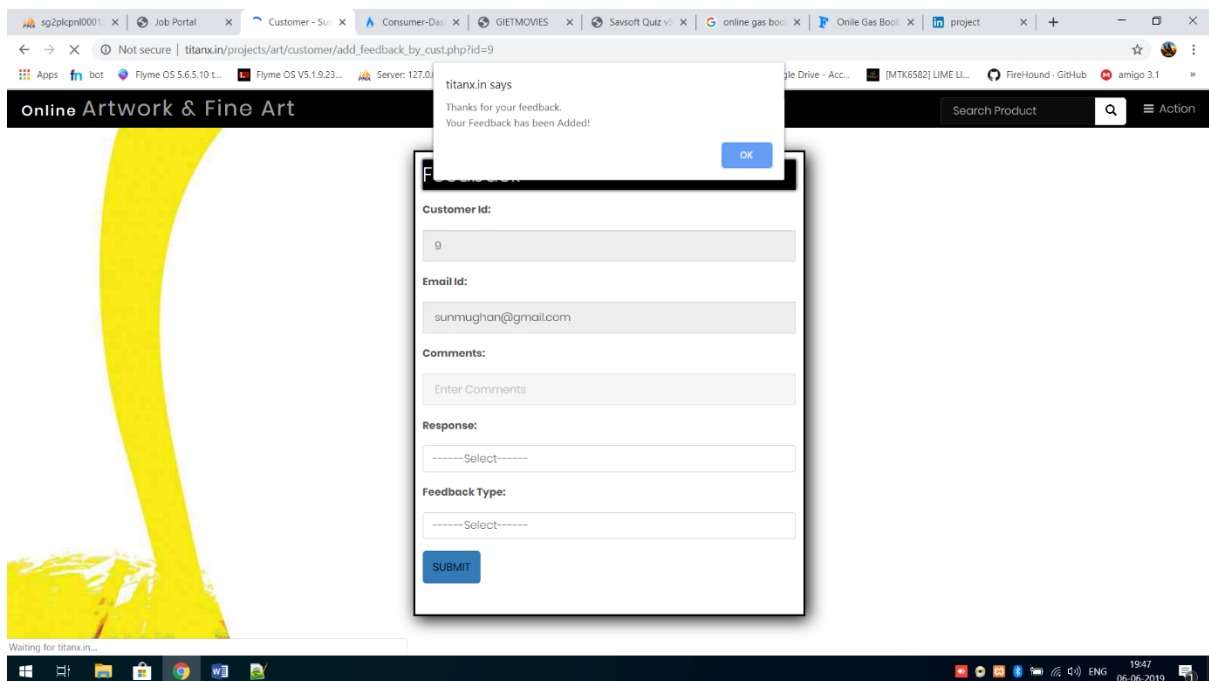 sg2plcpnl0001.
Job Portal
Customer - Sun
Consumer-Das
GIETMOVIES
Savsoft Quiz v5
online gas boo
Onile Gas Book
project
Not secure | titanx.in/projects/art/customer/add_feedback_by_cust.php?id=9
Apps
bot
Flyme OS 5.6.5.10 t...
Flyme OS V5.1.9.23...
Server: 127.0.
gle Drive - Acc...
[MTK6582] LIME LI...
FireHound · GitHub
amigo 3.1
»
titanx.in says
Thanks for your feedback.
Your Feedback has been Added!
OK
Online Artwork & Fine Art
Search Product
Action
Feedback
Customer Id:
9
Email Id:
sunmughan@gmail.com
Comments:
Enter Comments
Response:
------Select------
Feedback Type:
------Select------
SUBMIT
Waiting for titanx.in...
ENG
19:47
06-06-2019